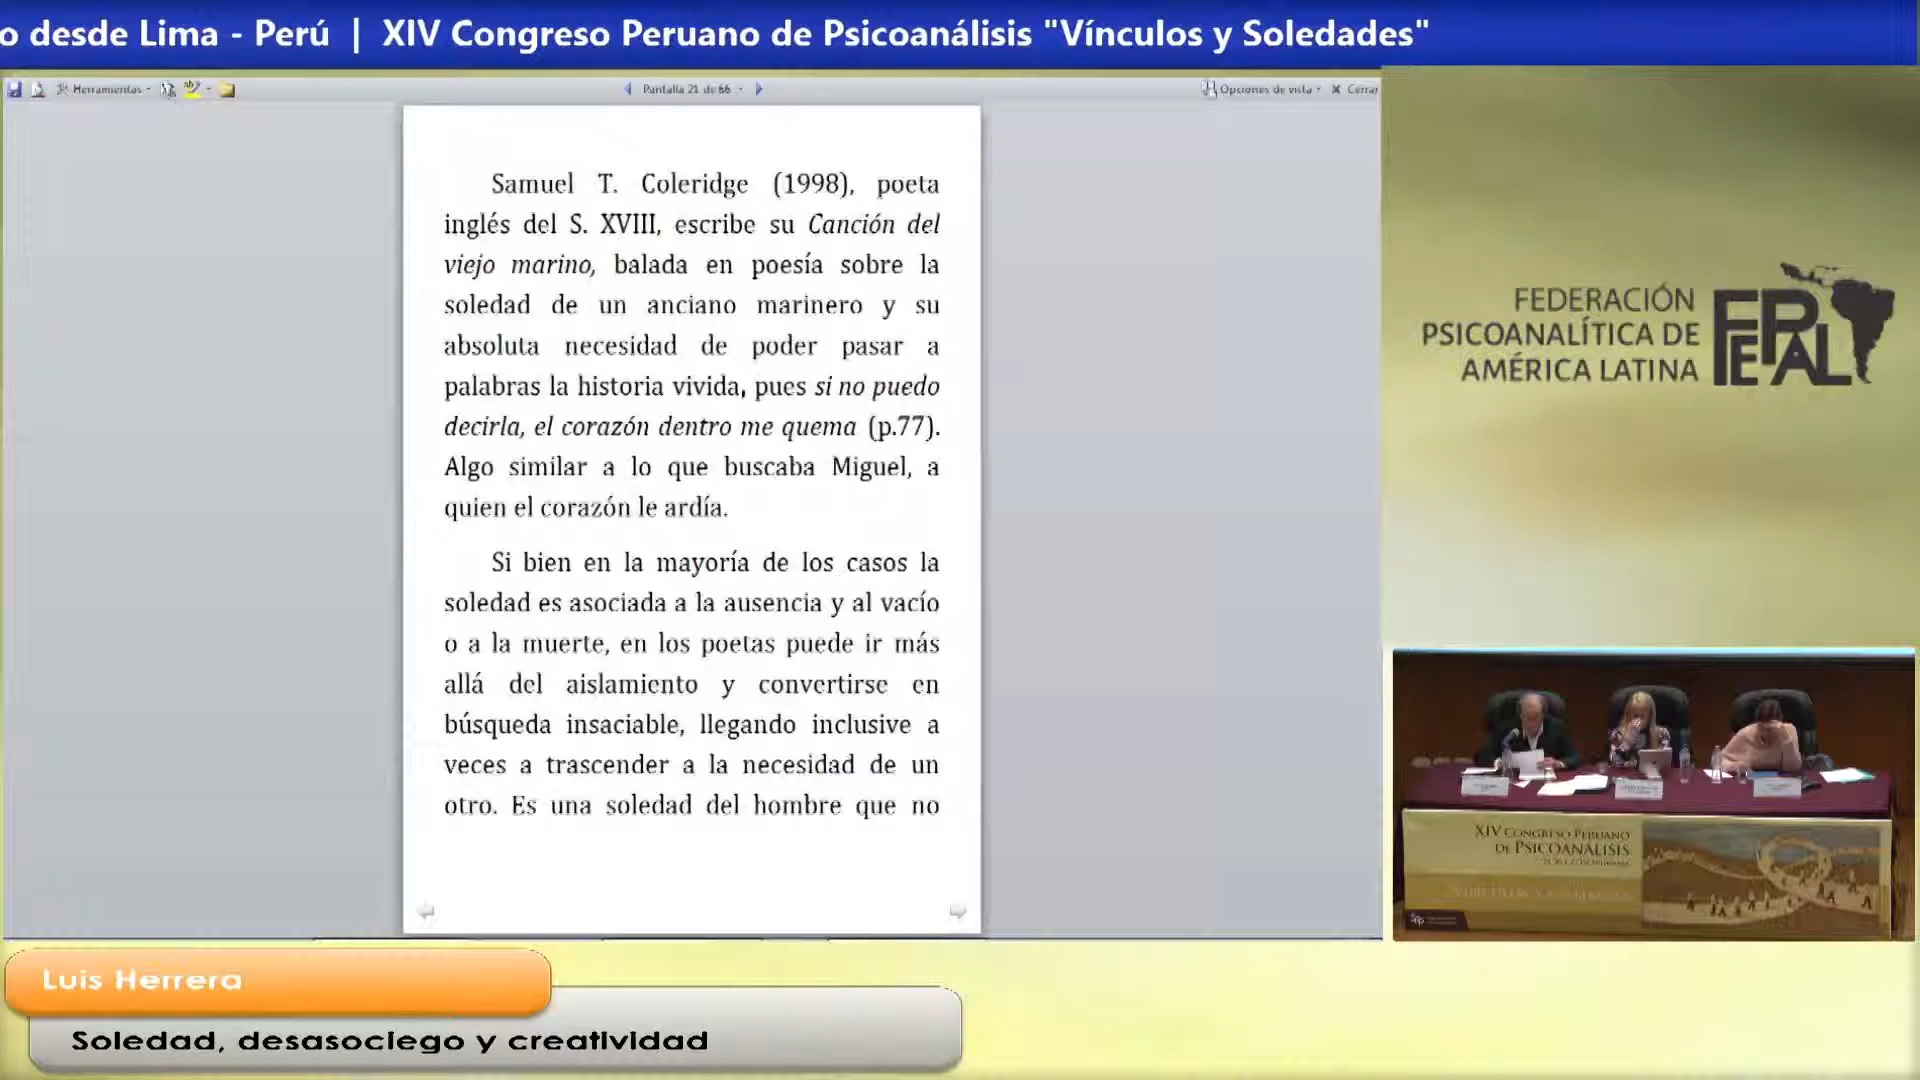 o desde Lima - Perú | XIV Congreso Peruano de Psicoanálisis "Vínculos y Soledades"
Herramientas
Pantalla 21 de 66
Opciones de vista
Cerrar
Samuel T. Coleridge (1998), poeta
inglés del S. XVIII, escribe su Canción del
viejo marino, balada en poesía sobre la
soledad de un anciano marinero y su
absoluta necesidad de poder pasar a
palabras la historia vivida, pues si no puedo
decirla, el corazón dentro me quema (p.77).
Algo similar a lo que buscaba Miguel, a
quien el corazón le ardía.
Si bien en la mayoría de los casos la
soledad es asociada a la ausencia y al vacío
o a la muerte, en los poetas puede ir más
allá del aislamiento y convertirse en
búsqueda insaciable, llegando inclusive a
veces a trascender a la necesidad de un
otro. Es una soledad del hombre que no
FEDERACIÓN
PSICOANALÍTICA DE
AMÉRICA LATINA
FEPAL
XIV CONGRESO PERUANO
DE PSICOANÁLISIS
SPP
Luis Herrera
Soledad, desasociego y creatividad